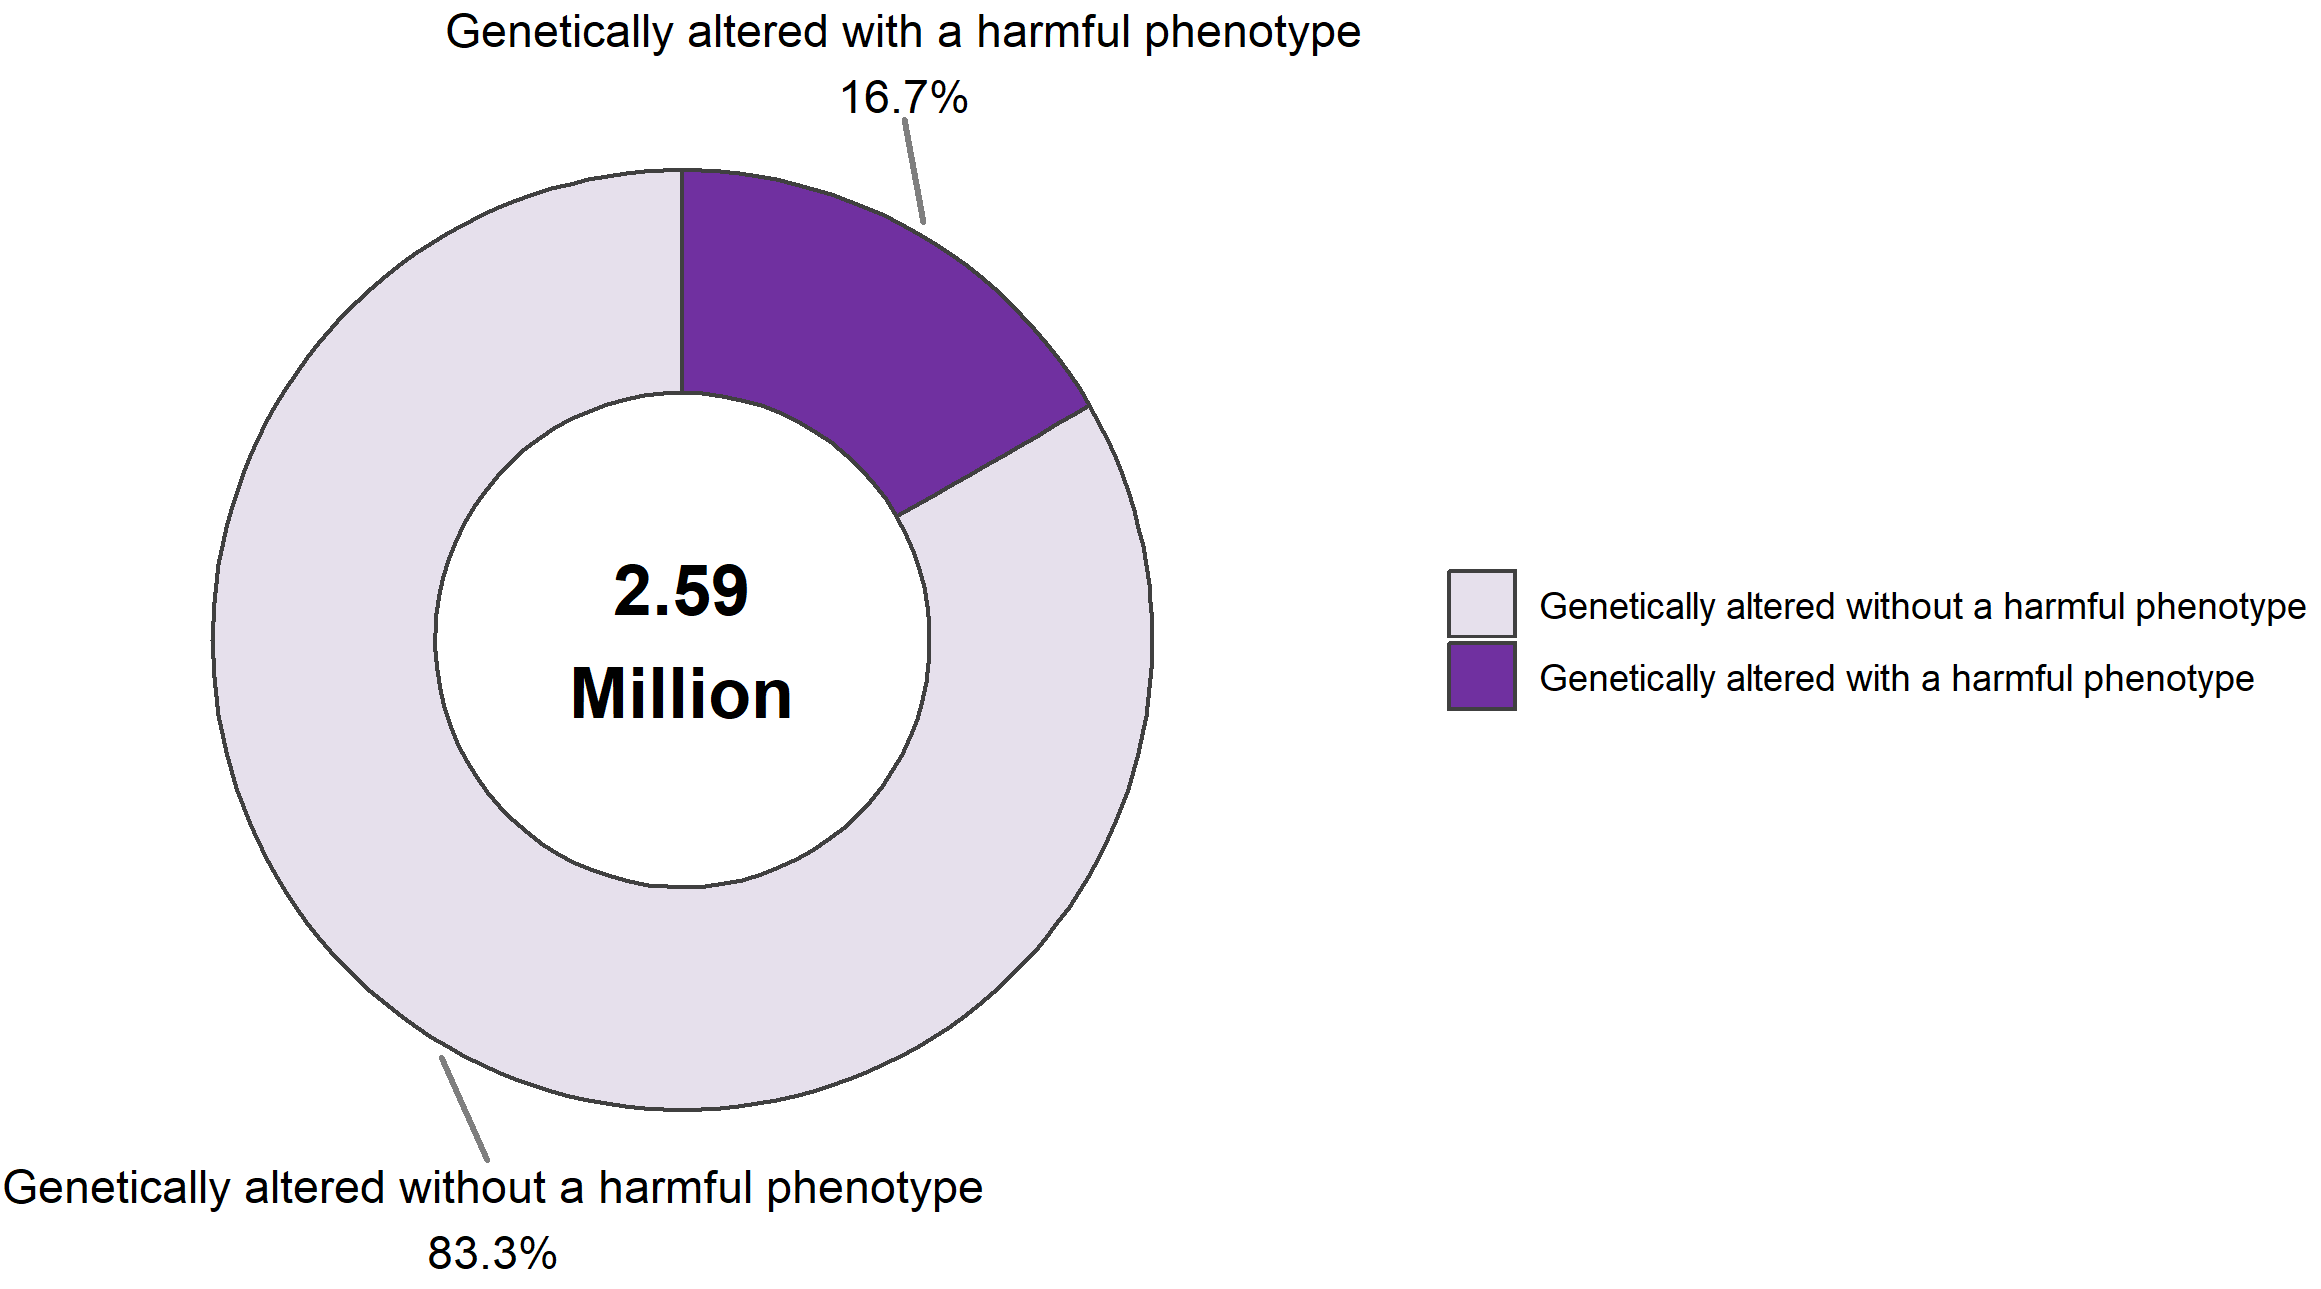 Genetically altered with a harmful phenotype
16.7%
2.59
Million
Genetically altered without a harmful phenotype
Genetically altered with a harmful phenotype
Genetically altered without a harmful phenotype
83.3%